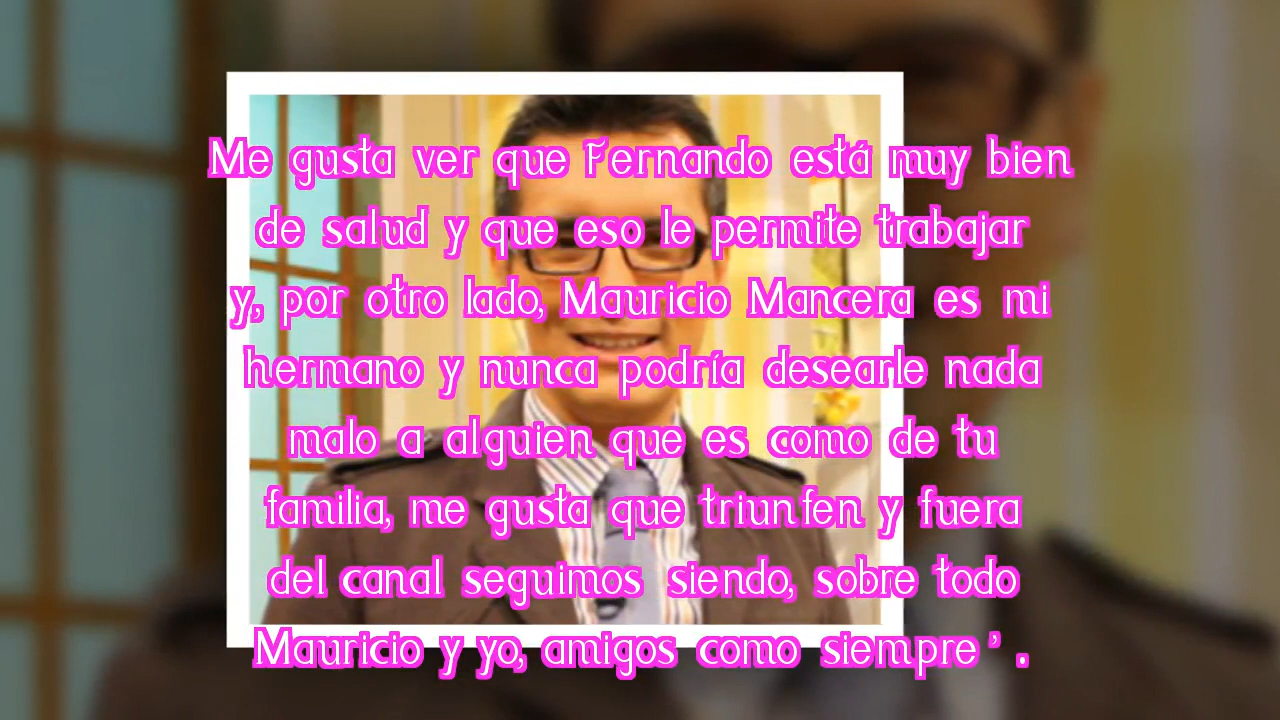 Me gusta ver que Fernando está muy bien
de salud y que eso le permite trabajar
y, por otro lado, Mauricio Mancera es mi
hermano y nunca podría desearle nada
malo a alguien que es como de tu
familia, me gusta que triunfen y fuera
del canal seguimos siendo, sobre todo
Mauricio y yo, amigos como siempre’.